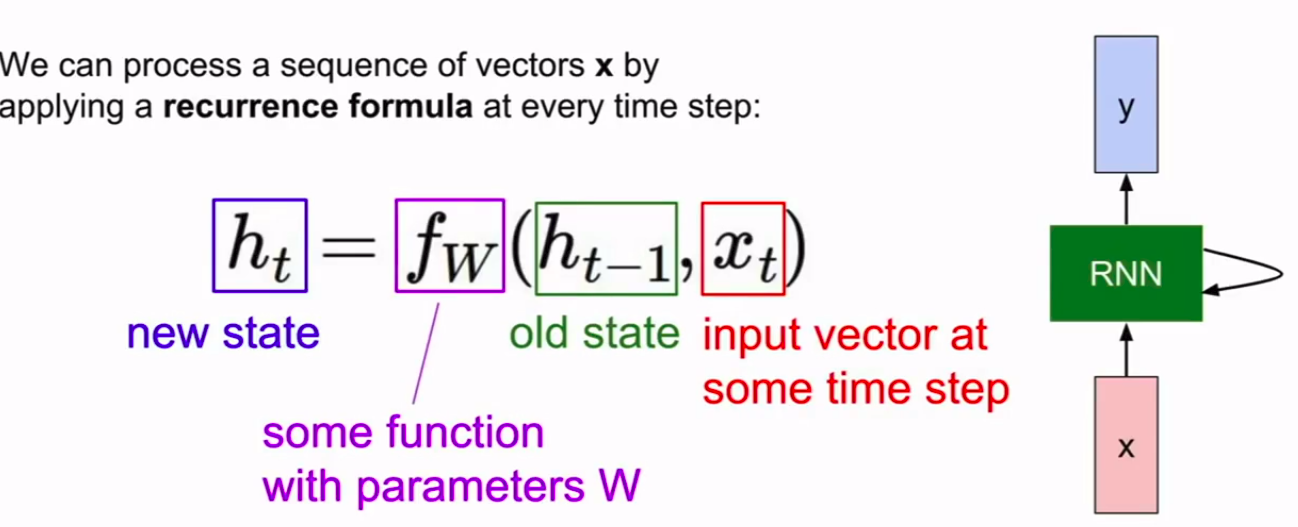 We can process a sequence of vectors x by
applying a recurrence formula at every time step:
h_t = f_W(h_{t-1}, x_t)
new state
old state
input vector at
some time step
some function
with parameters W
y
RNN
x